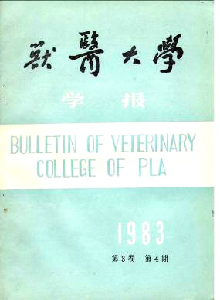 獸醫大學
学报
BULLETIN OF VETERINARY
COLLEGE OF PLA
1983
第3卷 第4期